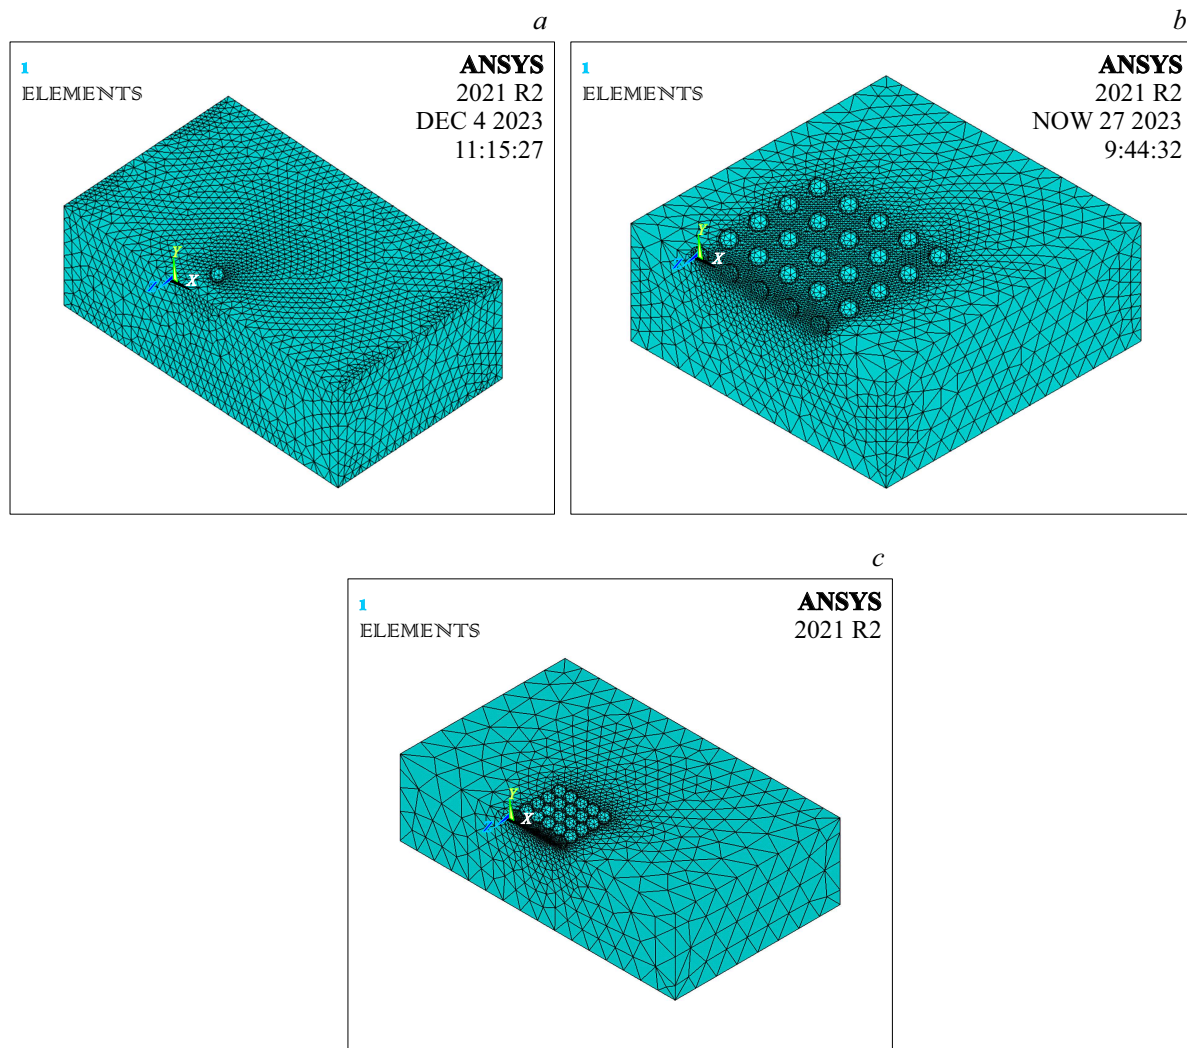 a
1
ELEMENTS
ANSYS
2021 R2
DEC 4 2023
11:15:27
Y
X
Z
b
1
ELEMENTS
ANSYS
2021 R2
NOW 27 2023
9:44:32
Y
X
Z
c
1
ELEMENTS
ANSYS
2021 R2
Y
X
Z